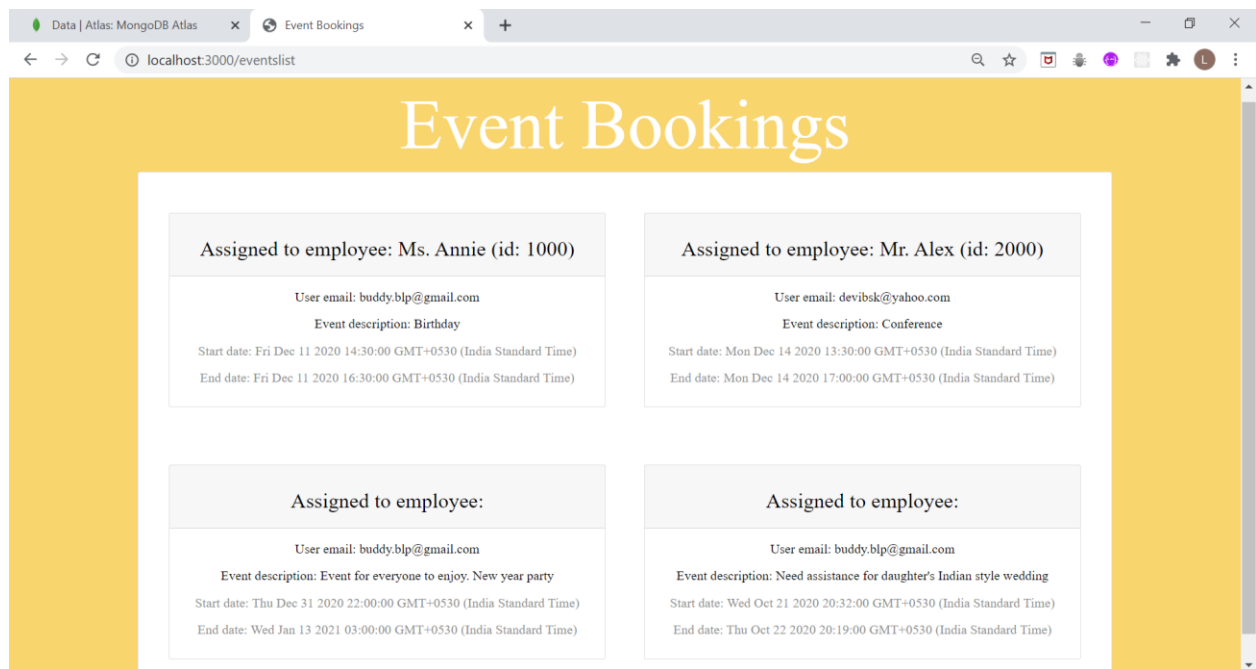 Data | Atlas: MongoDB Atlas
Event Bookings
localhost:3000/eventslist
L
Event Bookings
Assigned to employee: Ms. Annie (id: 1000)
User email: buddy.blp@gmail.com
Event description: Birthday
Start date: Fri Dec 11 2020 14:30:00 GMT+0530 (India Standard Time)
End date: Fri Dec 11 2020 16:30:00 GMT+0530 (India Standard Time)
Assigned to employee: Mr. Alex (id: 2000)
User email: devibsk@yahoo.com
Event description: Conference
Start date: Mon Dec 14 2020 13:30:00 GMT+0530 (India Standard Time)
End date: Mon Dec 14 2020 17:00:00 GMT+0530 (India Standard Time)
Assigned to employee:
User email: buddy.blp@gmail.com
Event description: Event for everyone to enjoy. New year party
Start date: Thu Dec 31 2020 22:00:00 GMT+0530 (India Standard Time)
End date: Wed Jan 13 2021 03:00:00 GMT+0530 (India Standard Time)
Assigned to employee:
User email: buddy.blp@gmail.com
Event description: Need assistance for daughter's Indian style wedding
Start date: Wed Oct 21 2020 20:32:00 GMT+0530 (India Standard Time)
End date: Thu Oct 22 2020 20:19:00 GMT+0530 (India Standard Time)